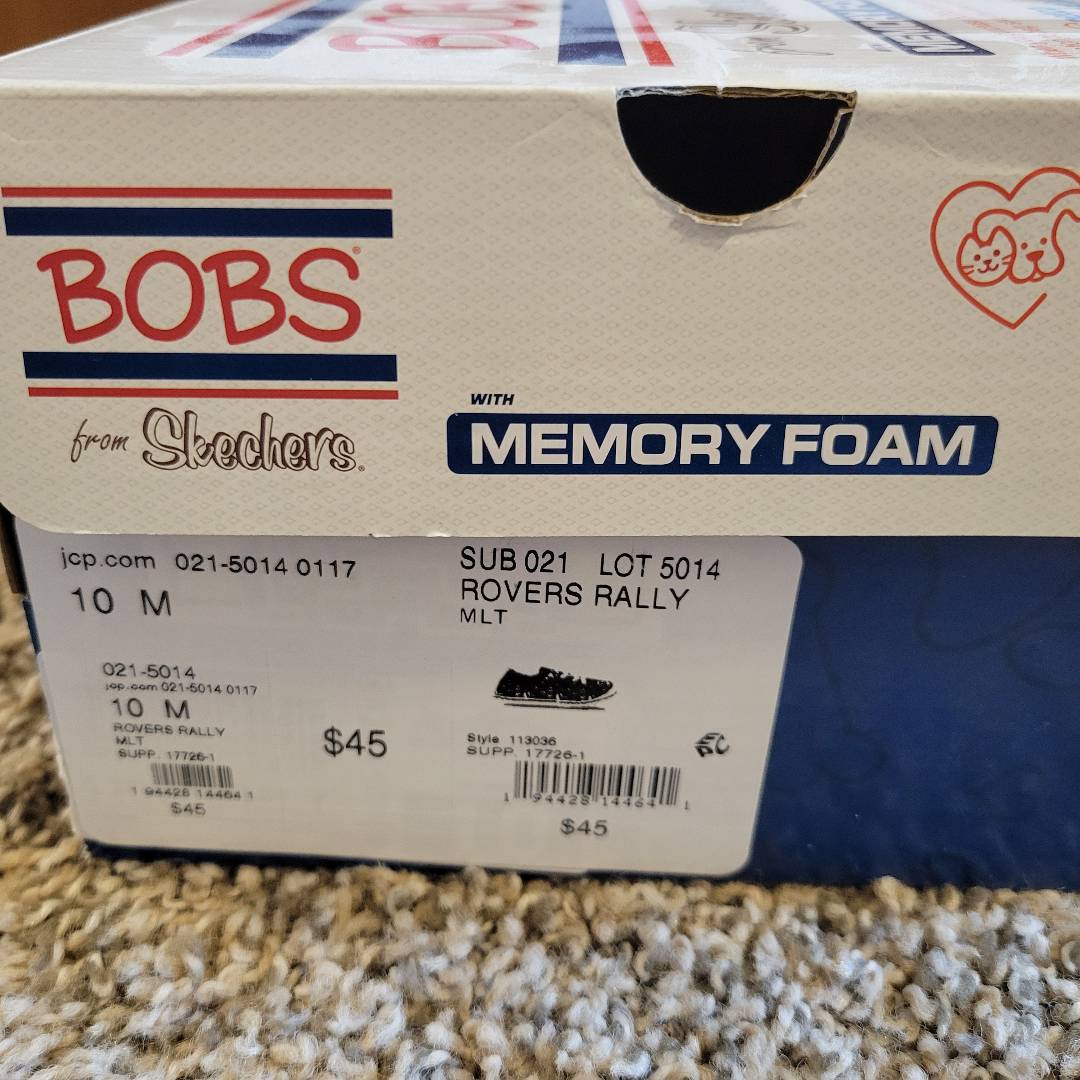 BOBS
BOBS®
from Skechers®
WITH
MEMORY FOAM
jcp.com 021-5014 0117
10 M
SUB 021 LOT 5014
ROVERS RALLY
MLT
021-5014
jcp.com 021-5014 0117
10 M
ROVERS RALLY
MLT
SUPP. 17726-1
1 94428 14464 1
$45
$45
Style 113036
SUPP. 17726-1
1 94428 14464 1
$45